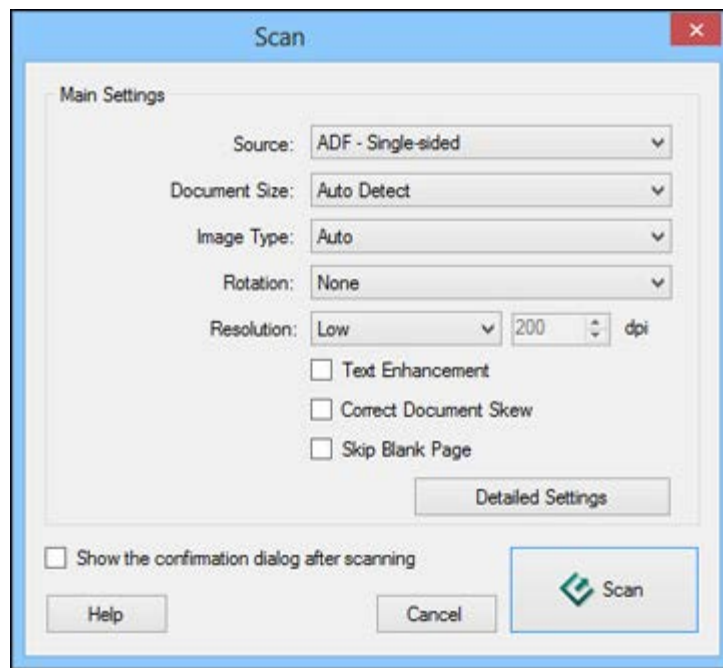 Scan
Main Settings
Source: ADF - Single-sided
Document Size: Auto Detect
Image Type: Auto
Rotation: None
Resolution: Low 200 dpi
Text Enhancement
Correct Document Skew
Skip Blank Page
Detailed Settings
Show the confirmation dialog after scanning
Help Cancel Scan